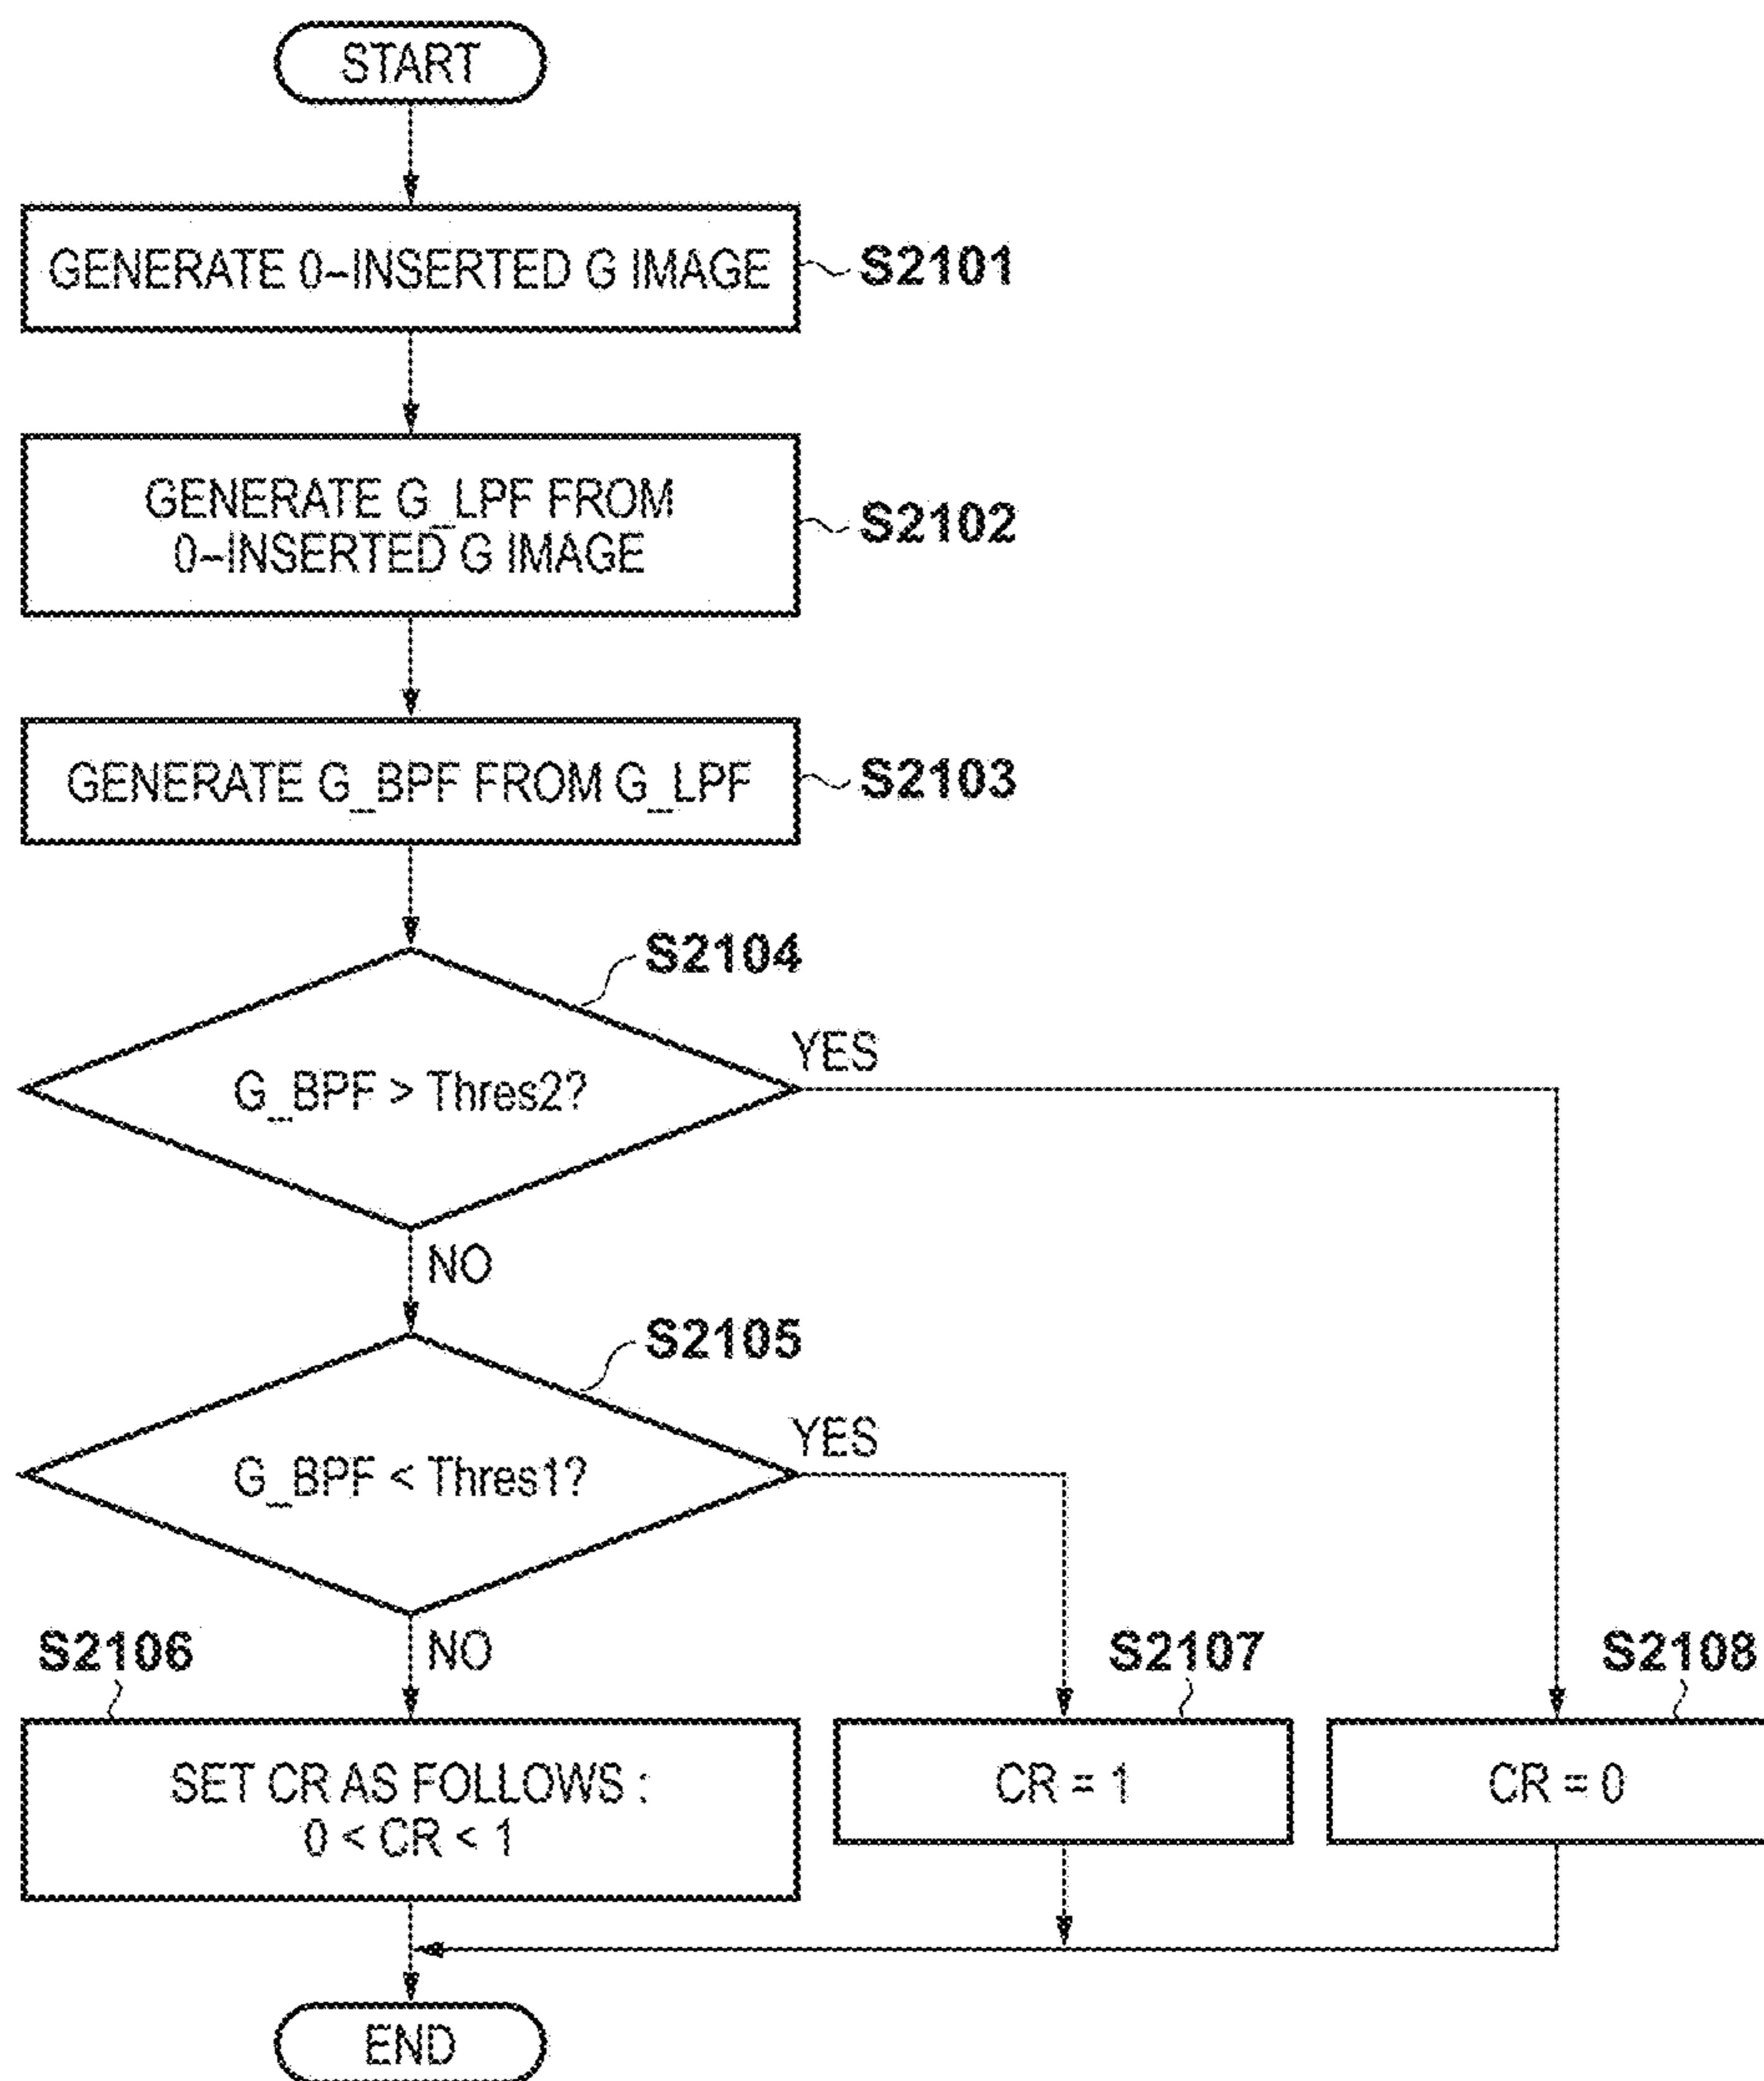 START
GENERATE 0–INSERTED G IMAGE
S2101
GENERATE G_LPF FROM
0–INSERTED G IMAGE
S2102
GENERATE G_BPF FROM G_LPF
S2103
S2104
G_BPF > Thres2?
YES
NO
S2105
G_BPF < Thres1?
YES
NO
S2106
SET CR AS FOLLOWS :
0 < CR < 1
S2107
CR = 1
S2108
CR = 0
END